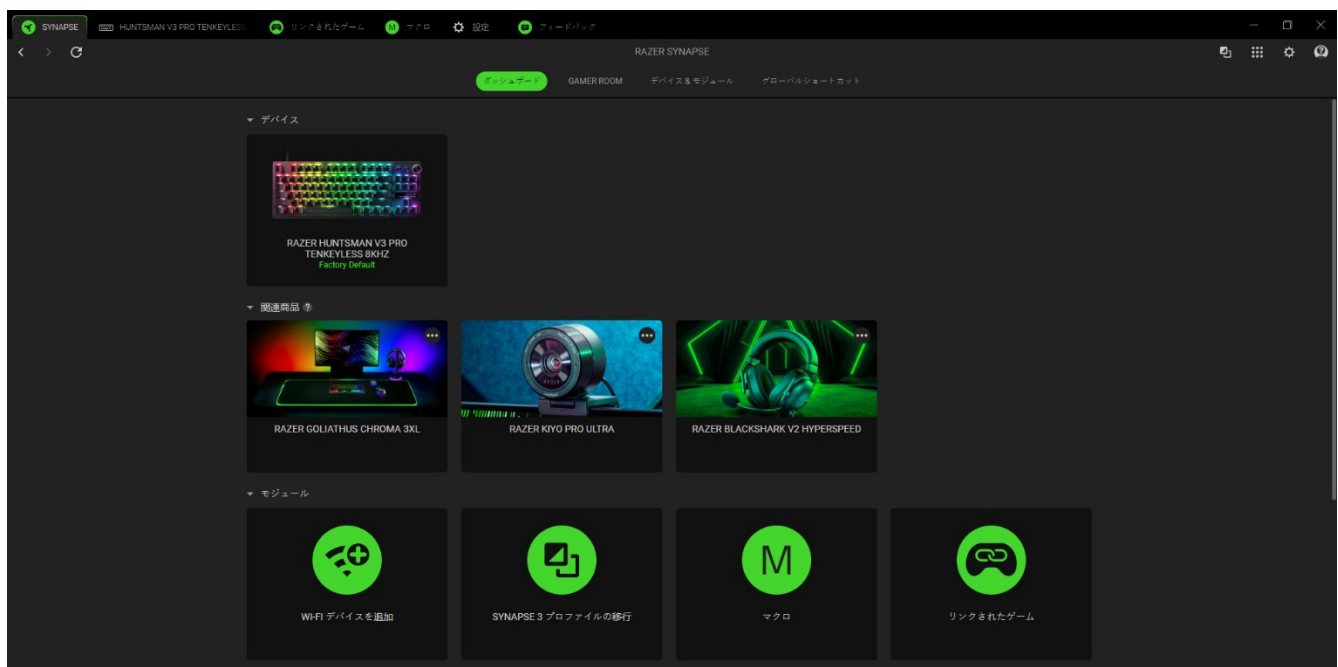 SYNAPSE
HUNTSMAN V3 PRO TENKEYLESS
リンクされたゲーム
マクロ
設定
フィードバック
RAZER SYNAPSE
ダッシュボード
GAMER ROOM
デバイス＆モジュール
グローバルショートカット
デバイス
RAZER HUNTSMAN V3 PRO
TENKEYLESS 8KHZ
Factory Default
関連商品
RAZER GOLIATHUS CHROMA 3XL
RAZER KIYO PRO ULTRA
RAZER BLACKSHARK V2 HYPERSPEED
モジュール
WI-FI デバイスを追加
SYNAPSE 3 プロファイルの移行
M
マクロ
リンクされたゲーム